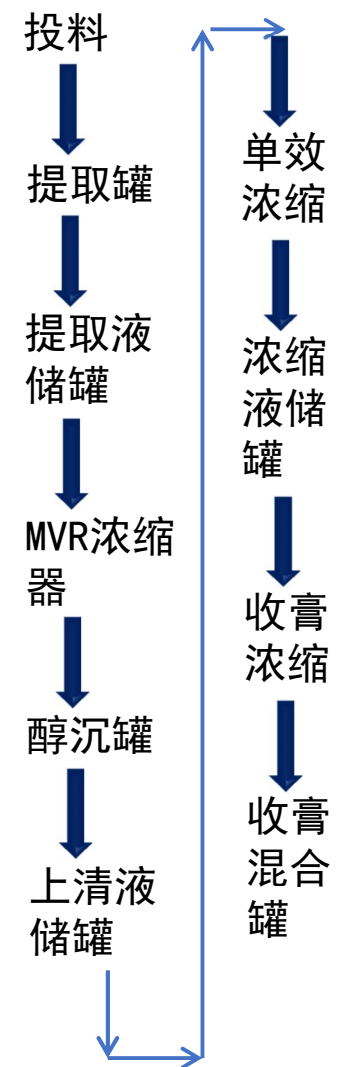 投料
提取罐
提取液
储罐
MVR浓缩
器
醇沉罐
上清液
储罐
单效
浓缩
浓缩
液储
罐
收膏
浓缩
收膏
混合
罐